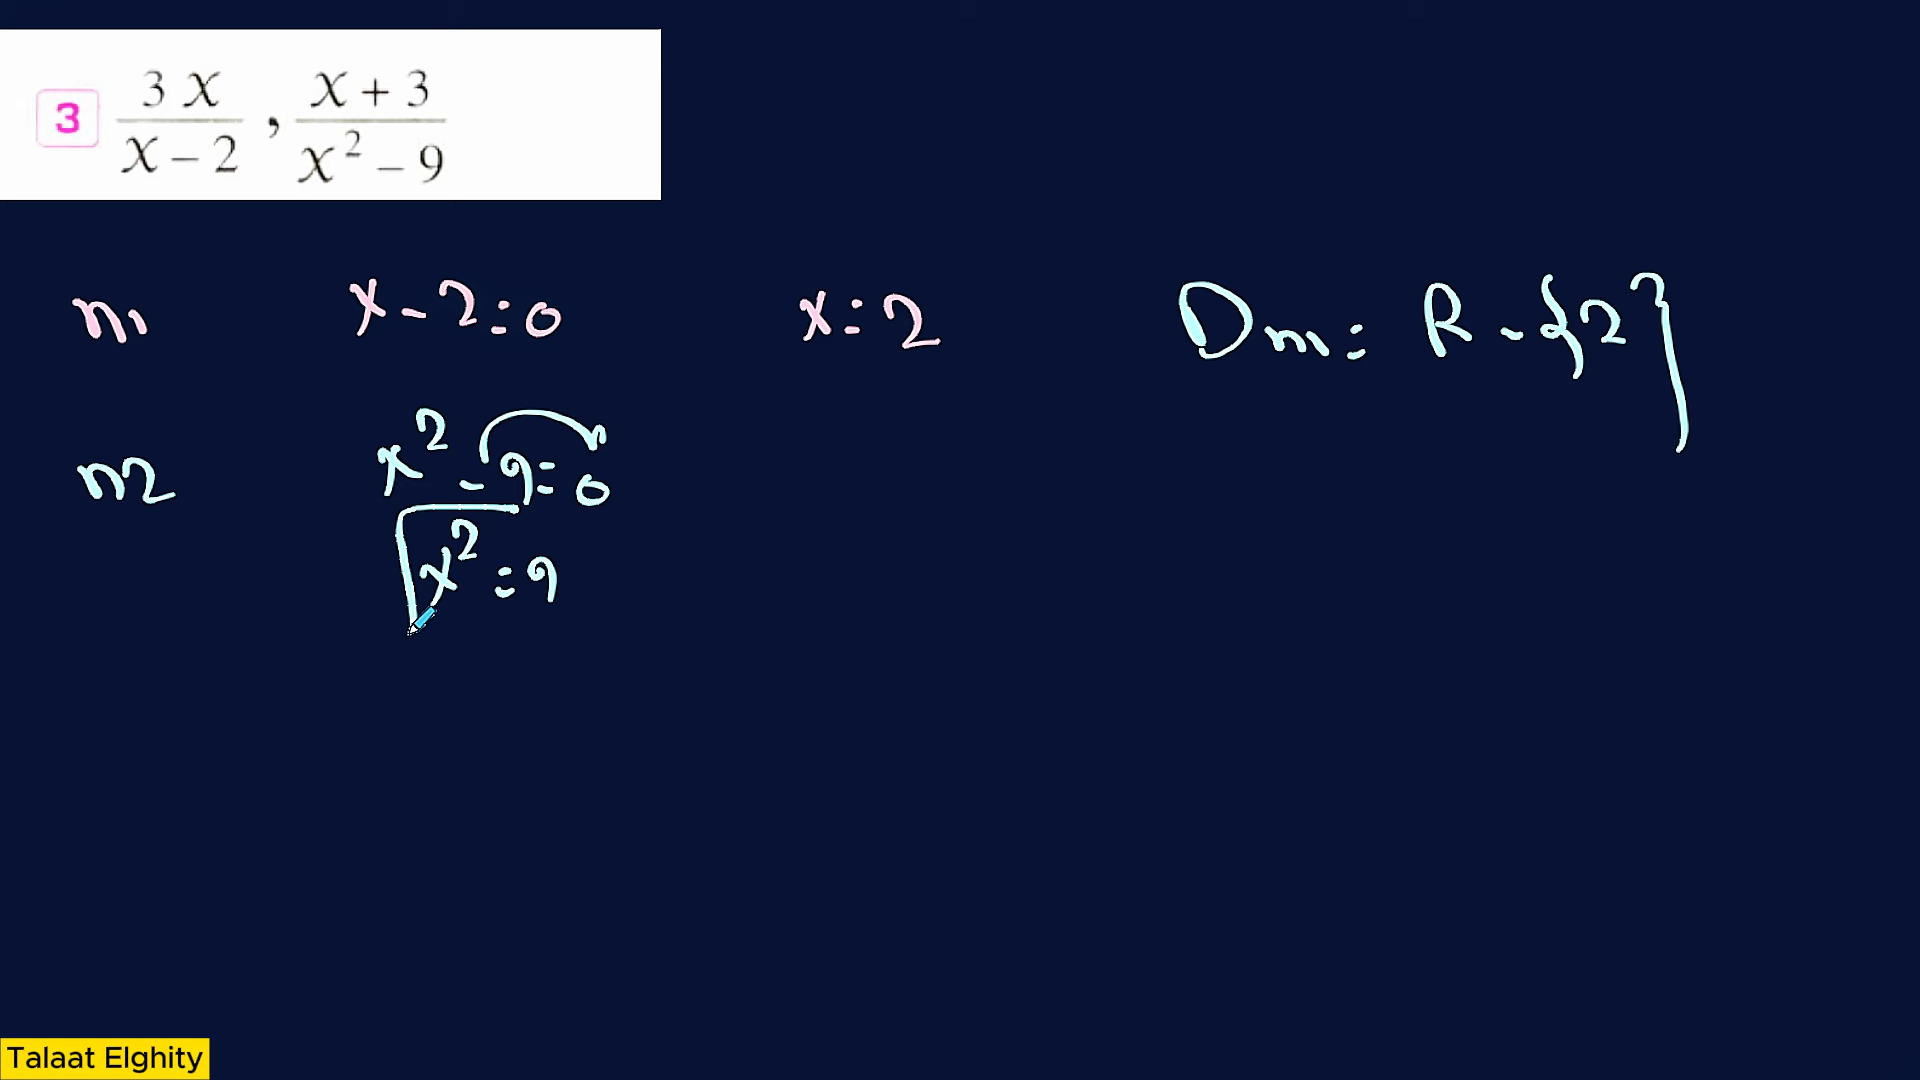 3 3x/(x – 2) , (x + 3)/(x² – 9)
n1 x - 2 = 0 x = 2 Dn1 = R - {2}
n2 x² - 9 = 0
√x² = 9
Talaat Elghity